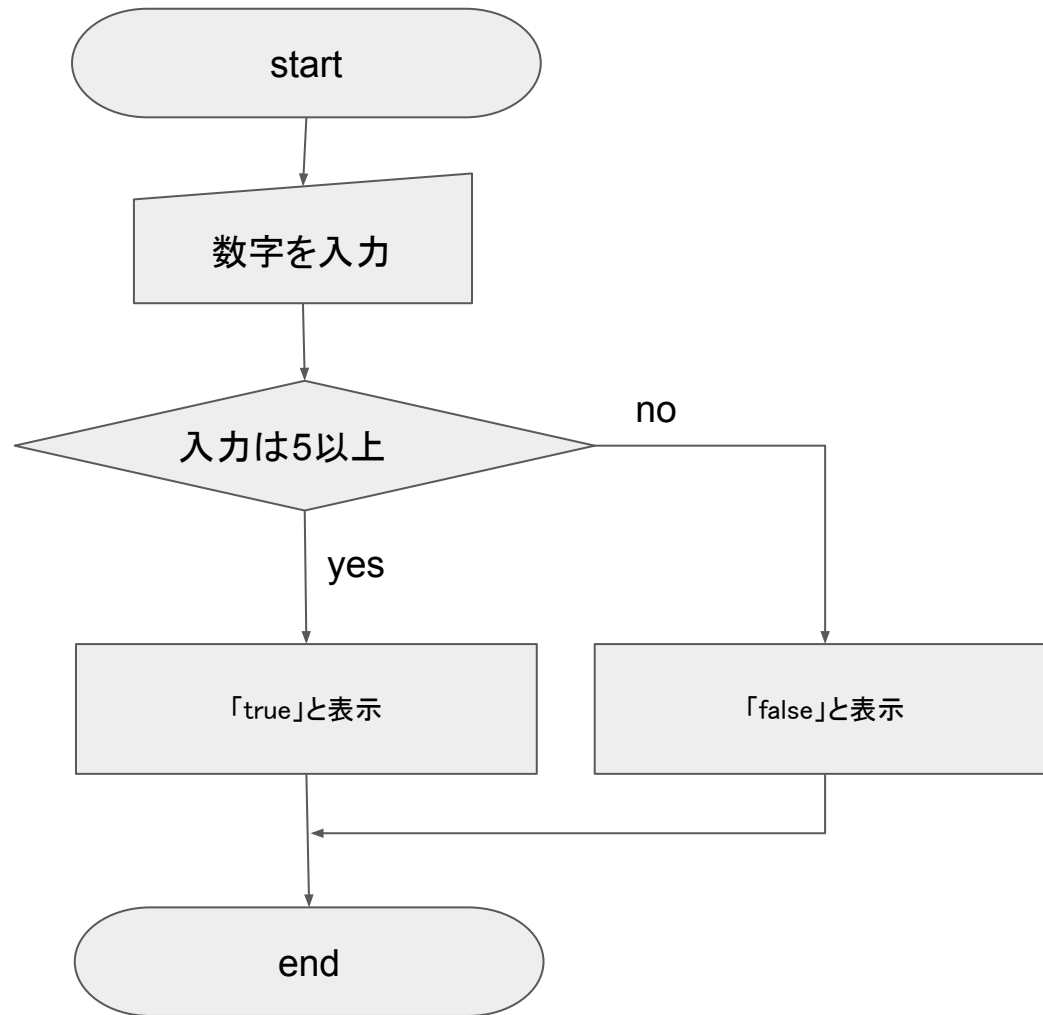 start
数字を入力
入力は5以上
no
yes
「true」と表示
「false」と表示
end